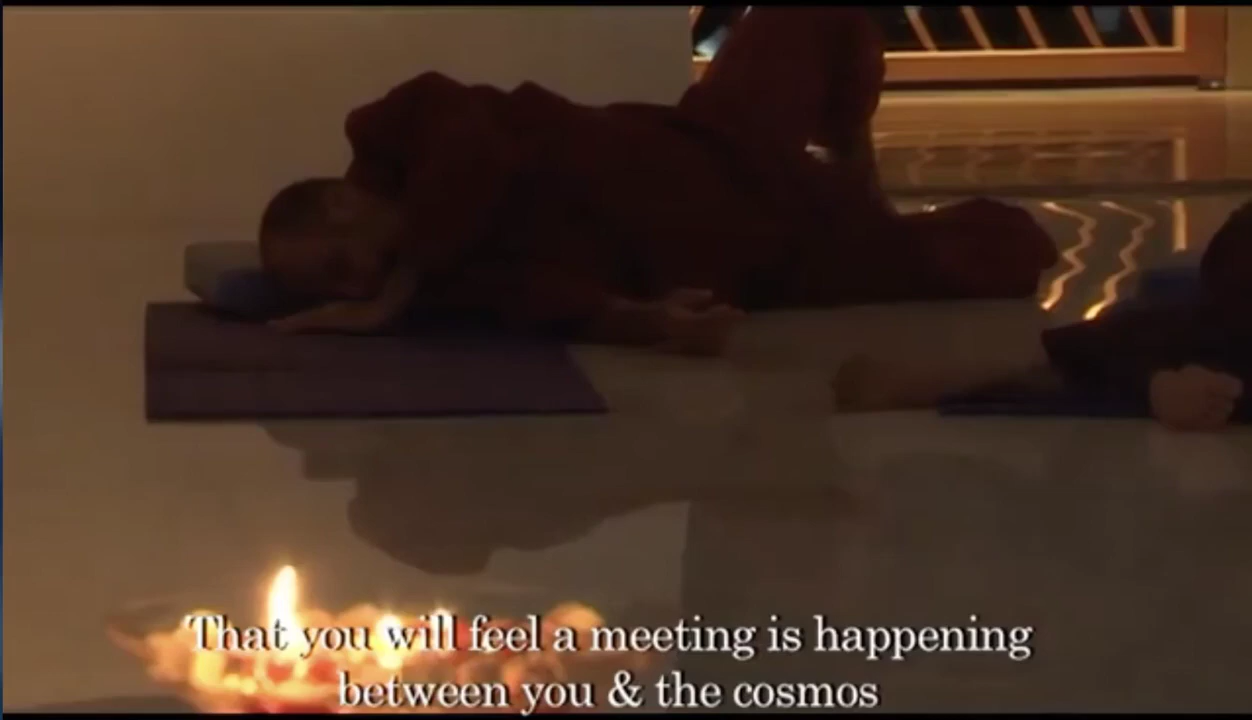 That you will feel a meeting is happening
between you & the cosmos